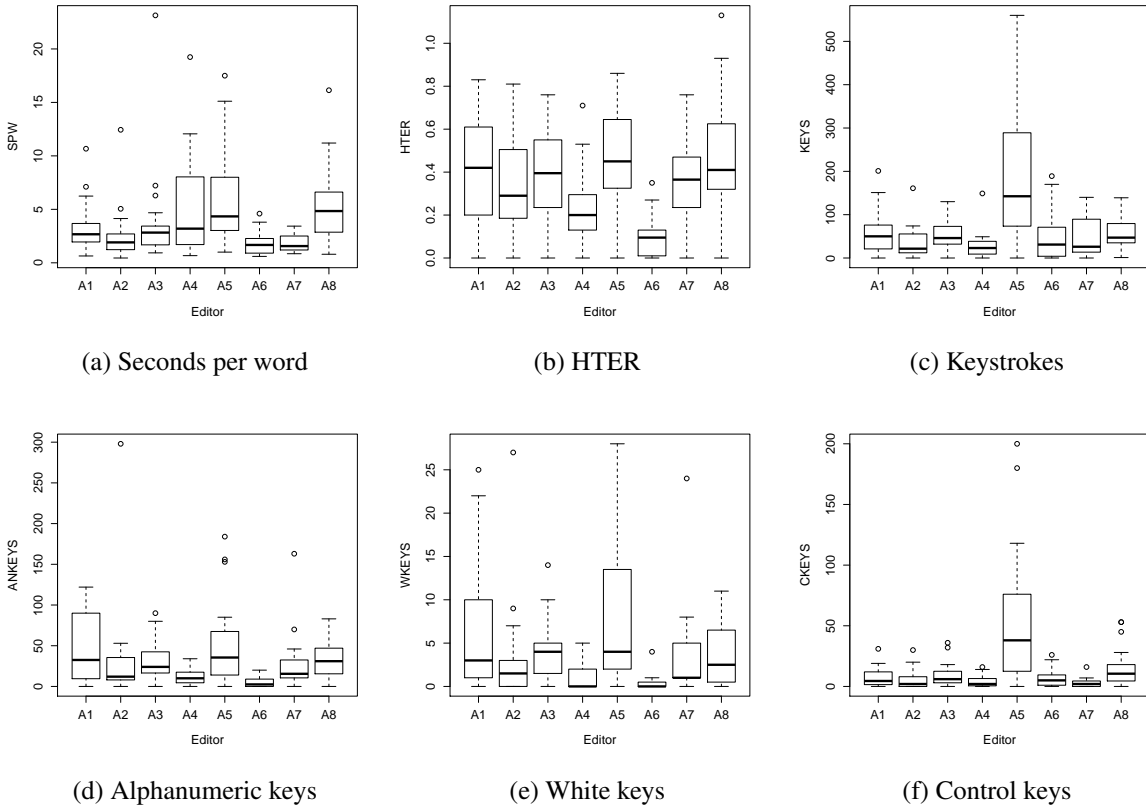 SPW
0 5 10 15 20
A1 A2 A3 A4 A5 A6 A7 A8
Editor
(a) Seconds per word
HTER
0.0 0.2 0.4 0.6 0.8 1.0
A1 A2 A3 A4 A5 A6 A7 A8
Editor
(b) HTER
KEYS
0 50 100 200 300 400 500
A1 A2 A3 A4 A5 A6 A7 A8
Editor
(c) Keystrokes
ANKEYS
0 50 100 150 200 250 300
A1 A2 A3 A4 A5 A6 A7 A8
Editor
(d) Alphanumeric keys
WKEYS
0 5 10 15 20 25
A1 A2 A3 A4 A5 A6 A7 A8
Editor
(e) White keys
CKEYS
0 50 100 150 200
A1 A2 A3 A4 A5 A6 A7 A8
Editor
(f) Control keys